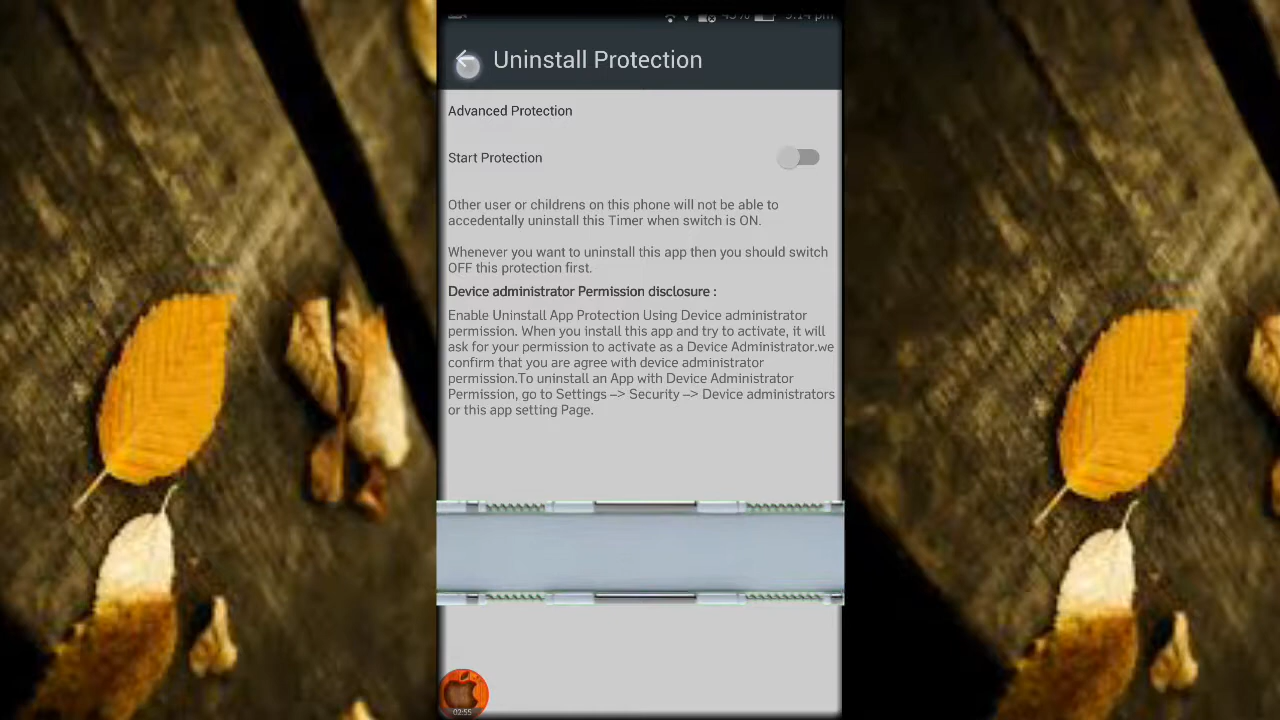 Uninstall Protection
Advanced Protection
Start Protection
Other user or childrens on this phone will not be able to
accedentally uninstall this Timer when switch is ON.
Whenever you want to uninstall this app then you should switch
OFF this protection first.
Device administrator Permission disclosure :
Enable Uninstall App Protection Using Device administrator
permission. When you install this app and try to activate, it will
ask for your permission to activate as a Device Administrator.we
confirm that you are agree with device administrator
permission.To uninstall an App with Device Administrator
Permission, go to Settings –> Security –> Device administrators
or this app setting Page.
02:55